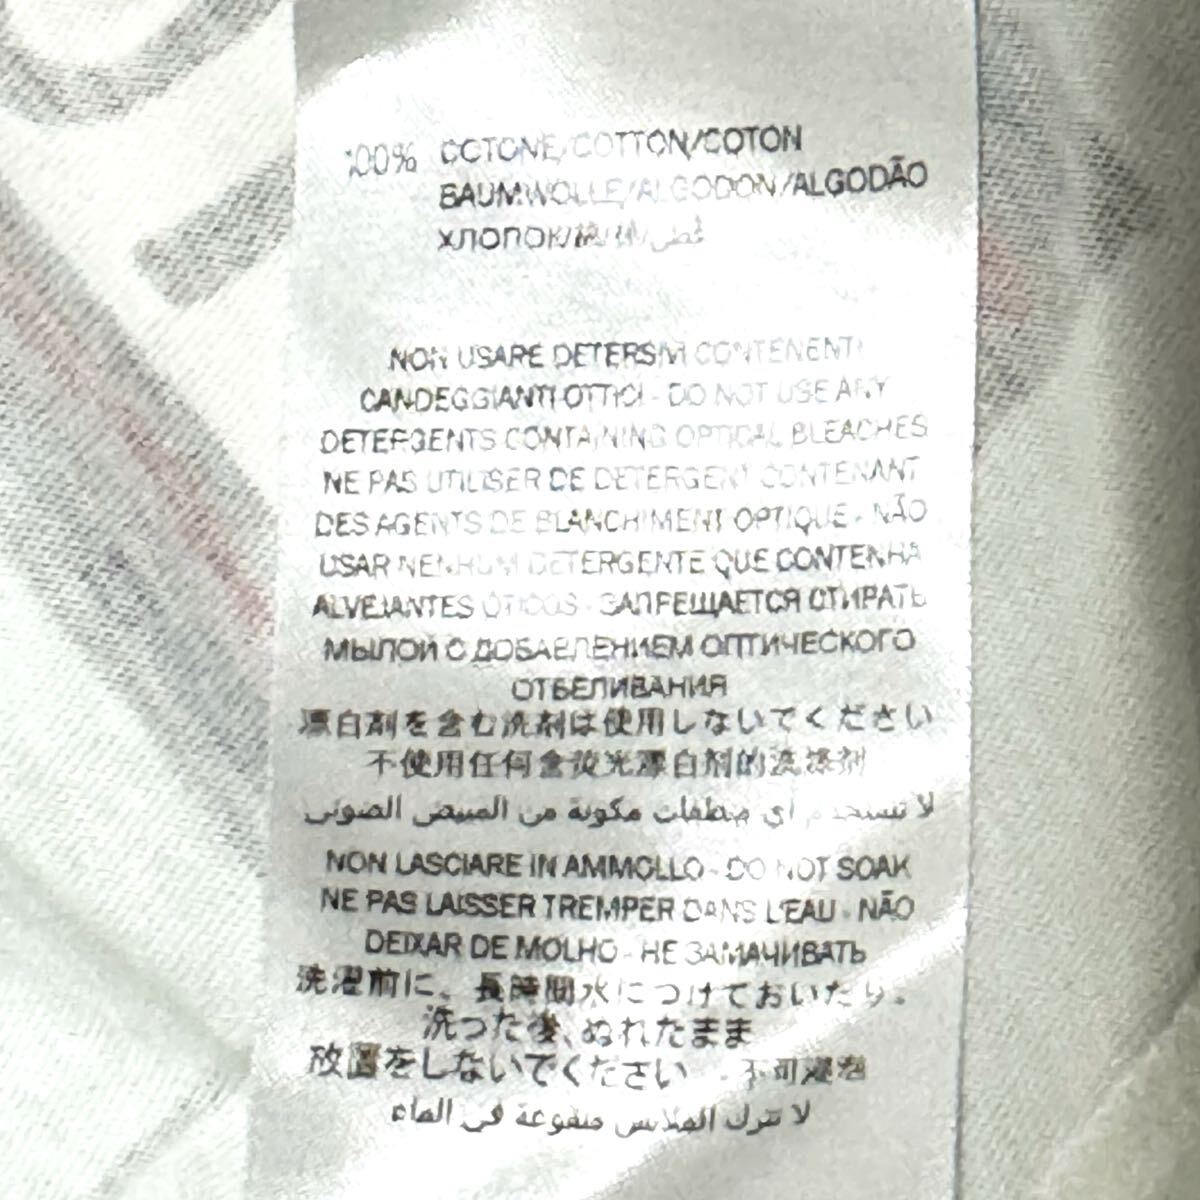 100% COTONE/COTTON/COTON
BAUMWOLLE/ALGODON/ALGODÃO
ХЛОПОК/قطن
NON USARE DETERSIVI CONTENENTI
CANDEGGIANTI OTTICI - DO NOT USE ANY
DETERGENTS CONTAINING OPTICAL BLEACHES
NE PAS UTILISER DE DETERGENT CONTENANT
DES AGENTS DE BLANCHIMENT OPTIQUE - NÃO
USAR NENHUM DETERGENTE QUE CONTENHA
ALVEJANTES ÓTICOS - ЗАПРЕЩАЕТСЯ СТИРАТЬ
МЫЛОМ С ДОБАВЛЕНИЕМ ОПТИЧЕСКОГО
ОТБЕЛИВАНИЯ
漂白剤を含む洗剤は使用しないでください
不使用任何含荧光漂白剂的洗涤剂
لا تستخدم أي منظفات مكونة من المبيض الضوئي
NON LASCIARE IN AMMOLLO - DO NOT SOAK
NE PAS LAISSER TREMPER DANS L'EAU - NÃO
DEIXAR DE MOLHO - НЕ ЗАМАЧИВАТЬ
洗濯前に、長時間水につけておいたり。
洗った後、ぬれたまま
放置をしないでください - 不可浸泡
لا تترك الملابس منقوعة في الماء